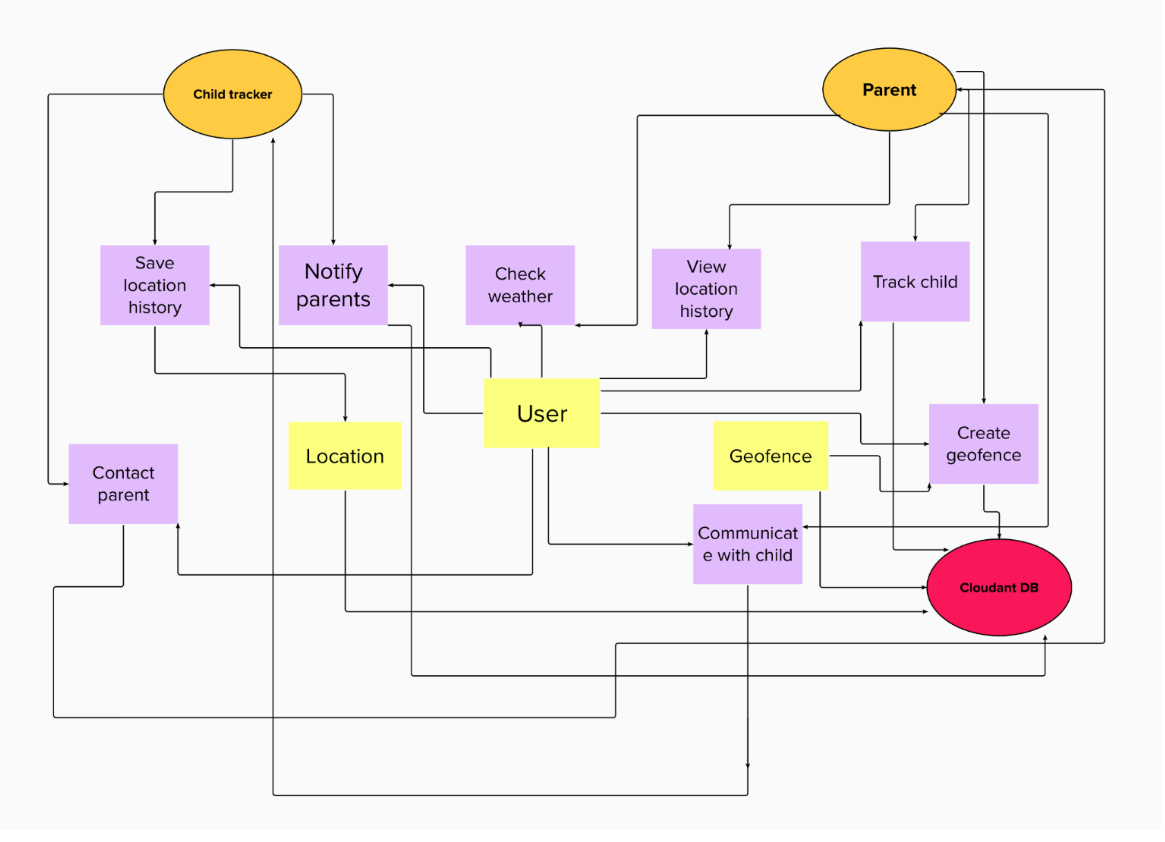 Child tracker
Parent
Save
location
history
Notify
parents
Check
weather
View
location
history
Track child
User
Location
Geofence
Create
geofence
Contact
parent
Communicat
e with child
Cloudant DB